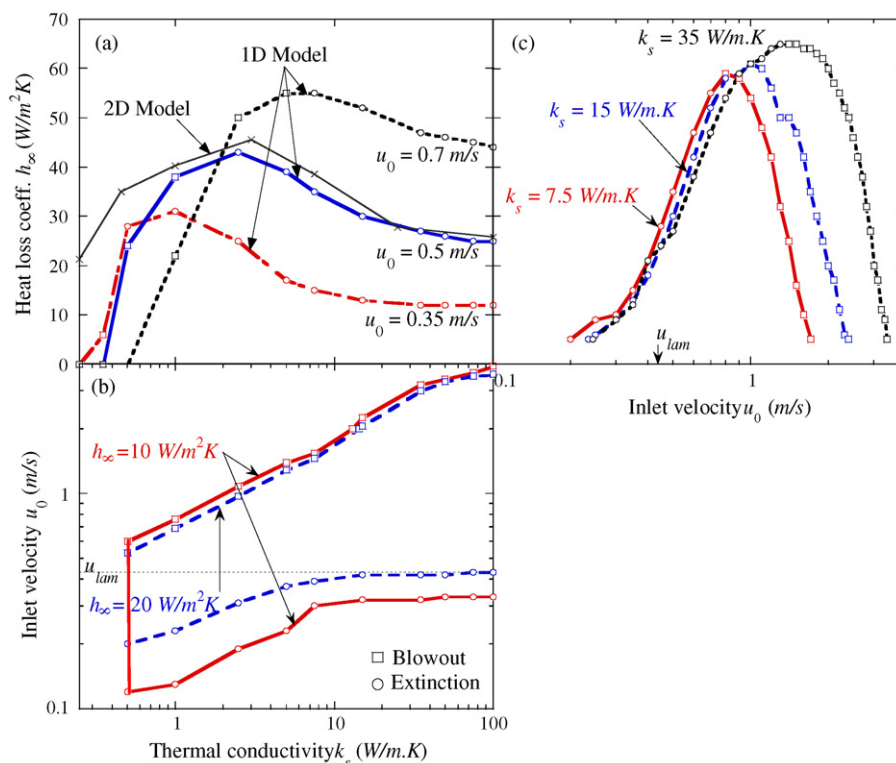 (a)
1D Model
2D Model
u0 = 0.7 m/s
u0 = 0.5 m/s
u0 = 0.35 m/s
Heat loss coeff. h∞ (W/m²K)
70
60
50
40
30
20
10
0
(c)
ks = 35 W/m.K
ks = 15 W/m.K
ks = 7.5 W/m.K
ulam
0.1
1
Inlet velocity u0 (m/s)
(b)
h∞=10 W/m²K
ulam
h∞=20 W/m²K
Blowout
Extinction
Inlet velocity u0 (m/s)
1
0.1
1
10
100
Thermal conductivity ks (W/m.K)